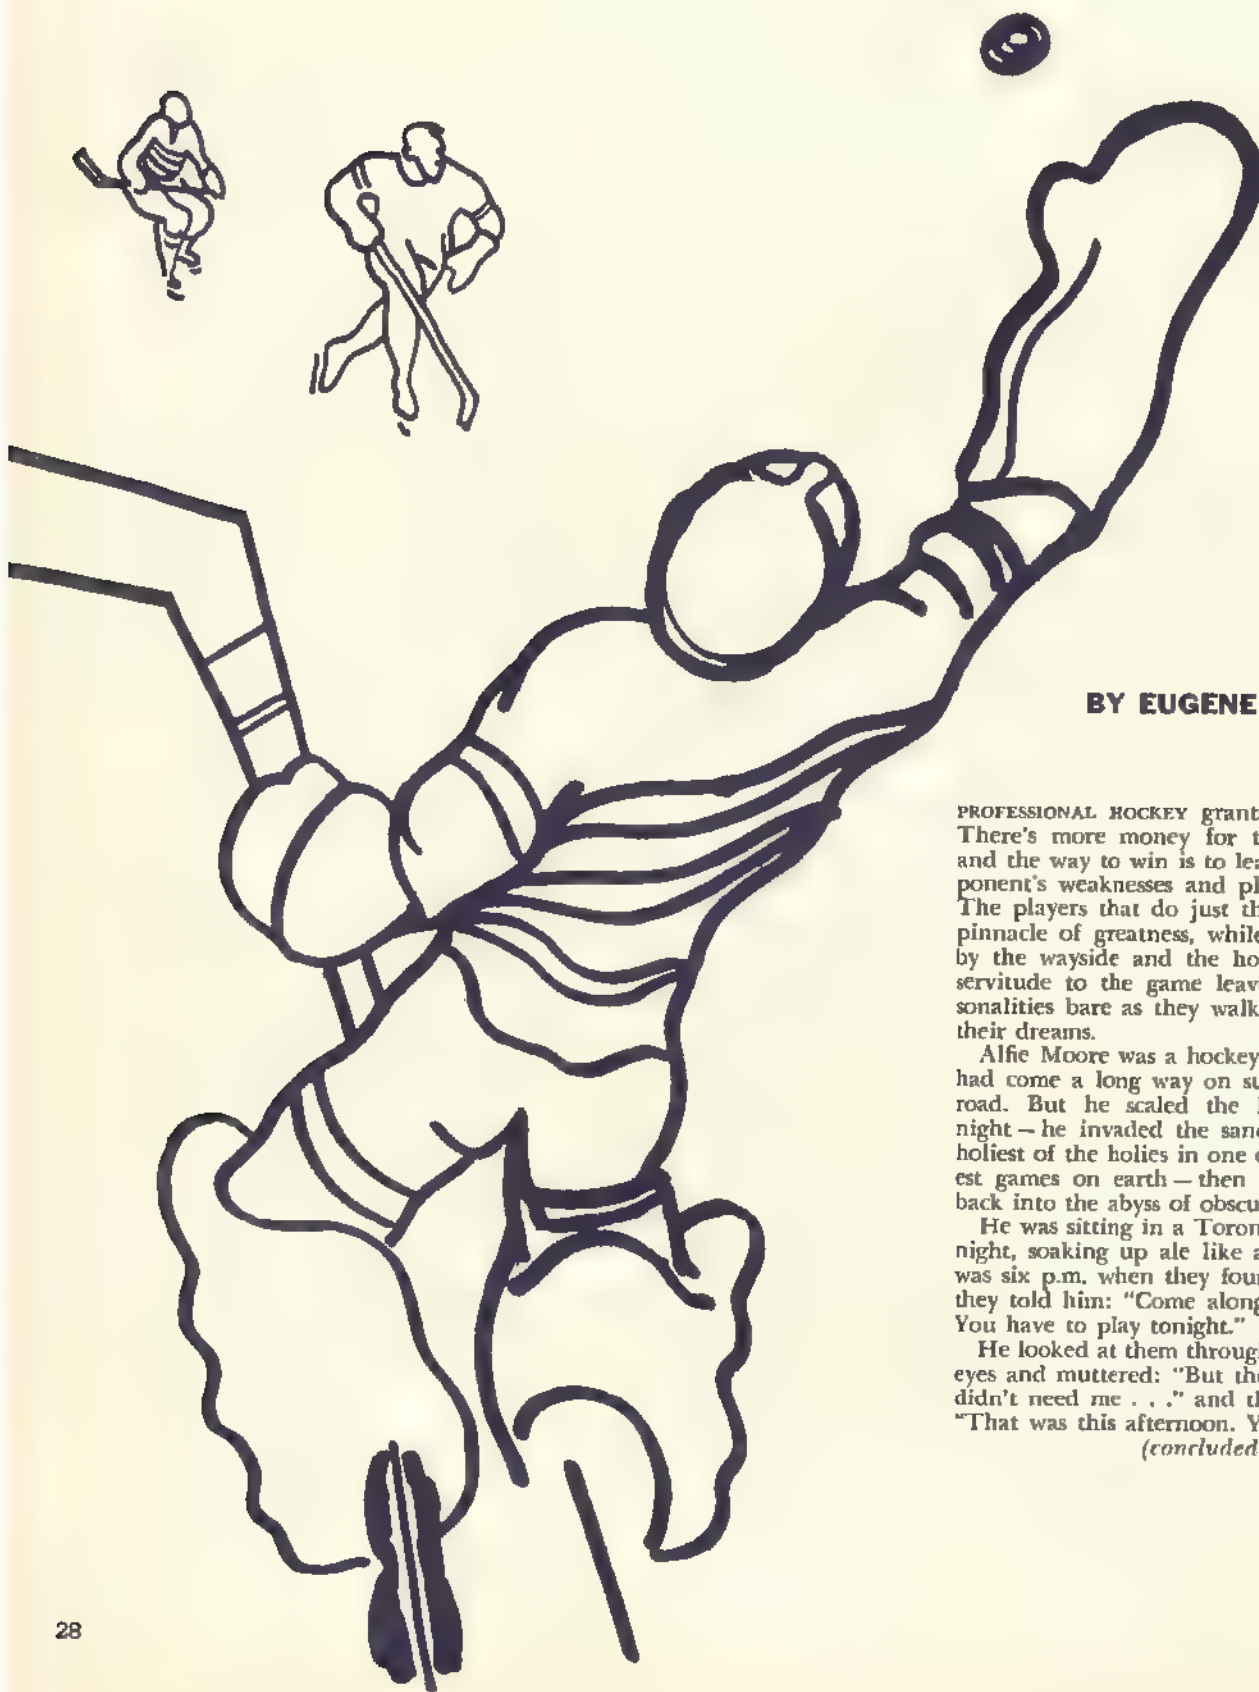 BY EUGENE
PROFESSIONAL HOCKEY grant
There's more money for t
and the way to win is to lea
ponent's weaknesses and pl
The players that do just th
pinnacle of greatness, while
by the wayside and the ho
servitude to the game leav
sonalities bare as they walk
their dreams.
Alfie Moore was a hockey
had come a long way on su
road. But he scaled the
night — he invaded the sanc
holiest of the holies in one
est games on earth — then
back into the abyss of obscu
He was sitting in a Toron
night, soaking up ale like a
was six p.m. when they four
they told him: "Come along
You have to play tonight."
He looked at them throug
eyes and muttered: "But the
didn't need me . . ." and th
"That was this afternoon. Y
(concluded
28